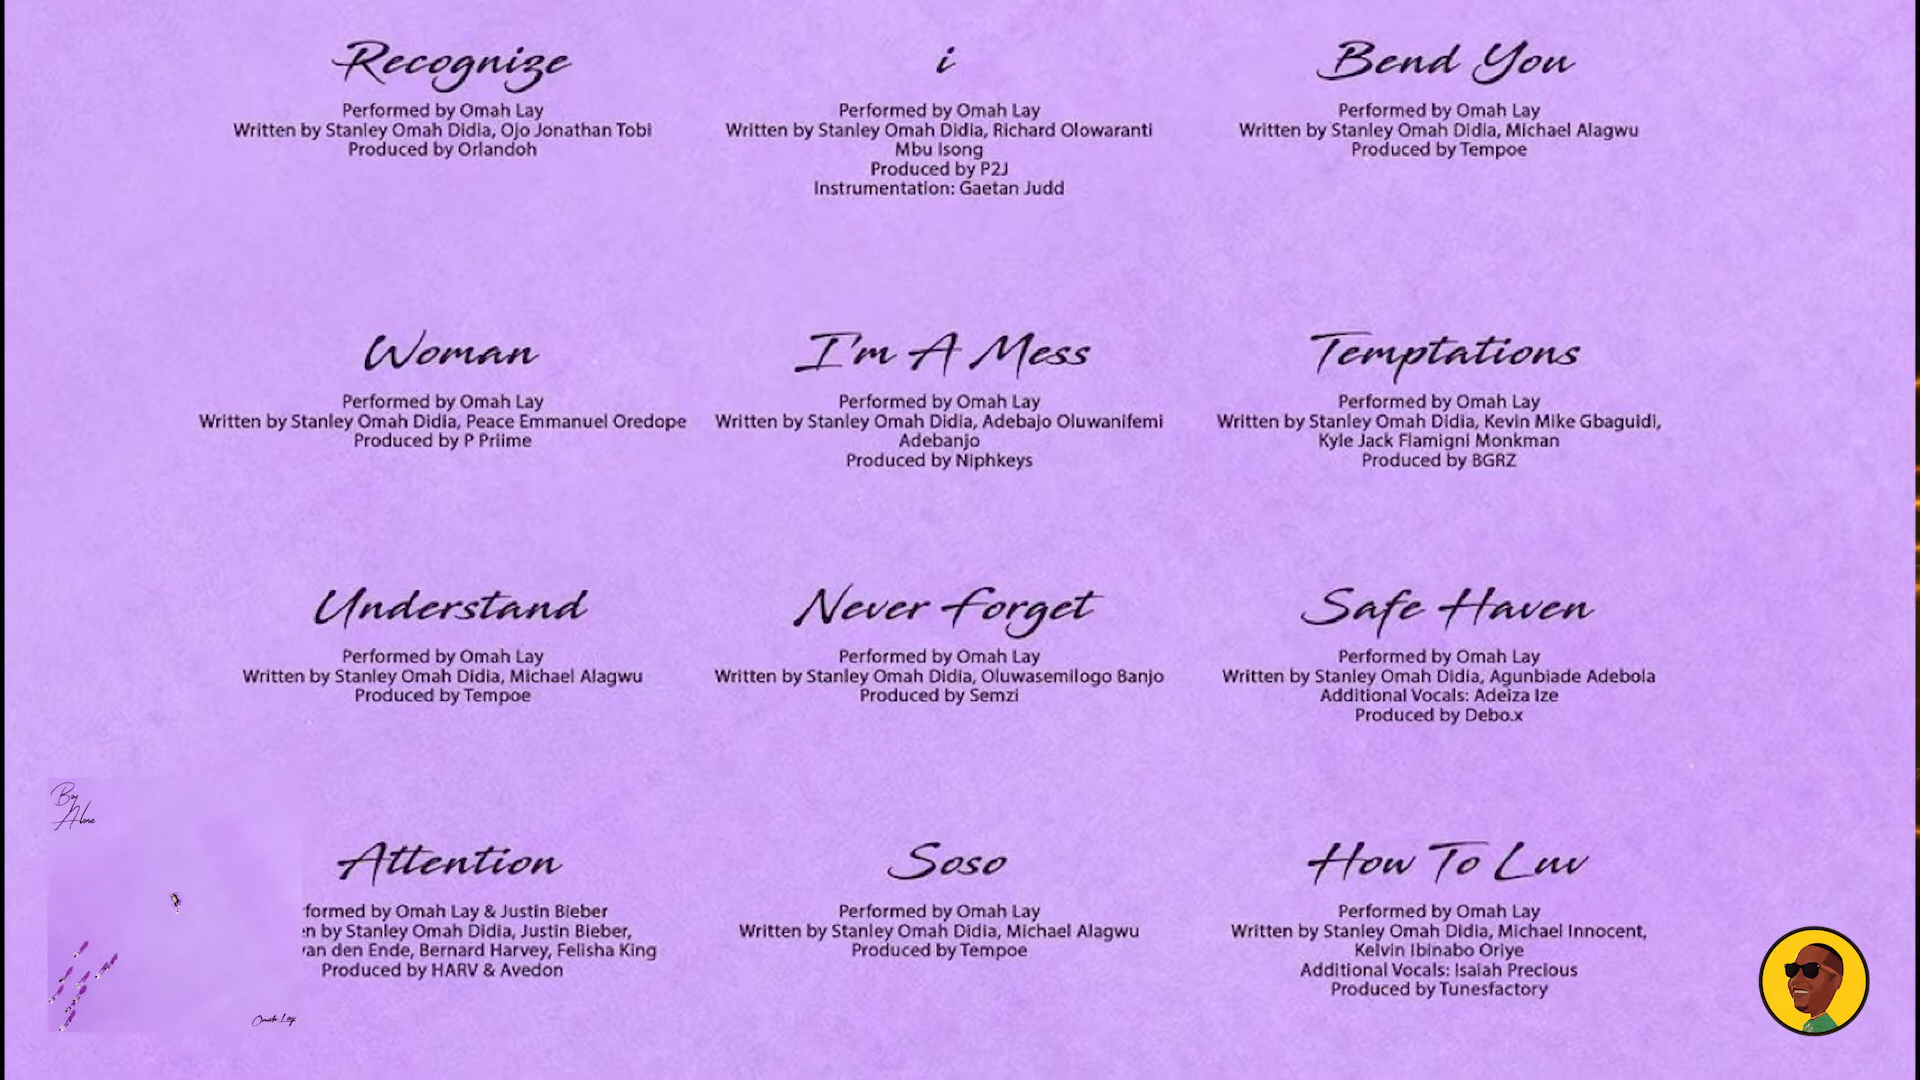 Recognize
Performed by Omah Lay
Written by Stanley Omah Didia, Ojo Jonathan Tobi
Produced by Orlandoh
i
Performed by Omah Lay
Written by Stanley Omah Didia, Richard Olowaranti
Mbu Isong
Produced by P2J
Instrumentation: Gaetan Judd
Bend You
Performed by Omah Lay
Written by Stanley Omah Didia, Michael Alagwu
Produced by Tempoe
Woman
Performed by Omah Lay
Written by Stanley Omah Didia, Peace Emmanuel Oredope
Produced by P Priime
I'm A Mess
Performed by Omah Lay
Written by Stanley Omah Didia, Adebajo Oluwanifemi
Adebanjo
Produced by Niphkeys
Temptations
Performed by Omah Lay
Written by Stanley Omah Didia, Kevin Mike Gbaguidi,
Kyle Jack Flamigni Monkman
Produced by BGRZ
Understand
Performed by Omah Lay
Written by Stanley Omah Didia, Michael Alagwu
Produced by Tempoe
Never Forget
Performed by Omah Lay
Written by Stanley Omah Didia, Oluwasemilogo Banjo
Produced by Semzi
Safe Haven
Performed by Omah Lay
Written by Stanley Omah Didia, Agunbiade Adebola
Additional Vocals: Adeiza Ize
Produced by Debo.x
Attention
formed by Omah Lay & Justin Bieber
en by Stanley Omah Didia, Justin Bieber,
van den Ende, Bernard Harvey, Felisha King
Produced by HARV & Avedon
Soso
Performed by Omah Lay
Written by Stanley Omah Didia, Michael Alagwu
Produced by Tempoe
How To Luv
Performed by Omah Lay
Written by Stanley Omah Didia, Michael Innocent,
Kelvin Ibinabo Oriye
Additional Vocals: Isaiah Precious
Produced by Tunesfactory
Boy
Alone
Omah Lay